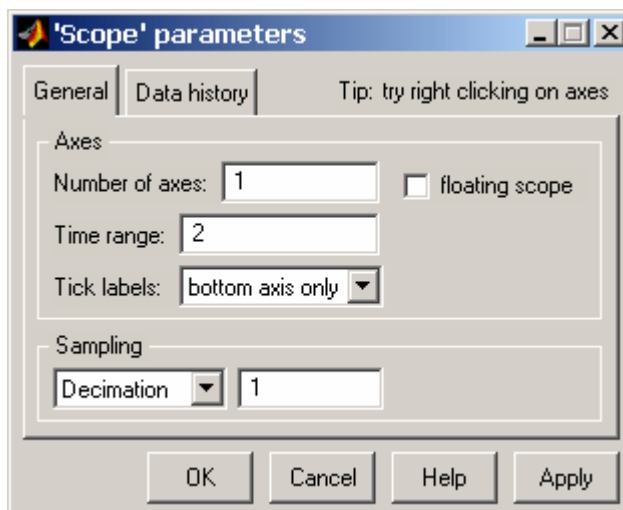 'Scope' parameters
General Data history Tip: try right clicking on axes
Axes
Number of axes: 1 floating scope
Time range: 2
Tick labels: bottom axis only
Sampling
Decimation 1
OK Cancel Help Apply